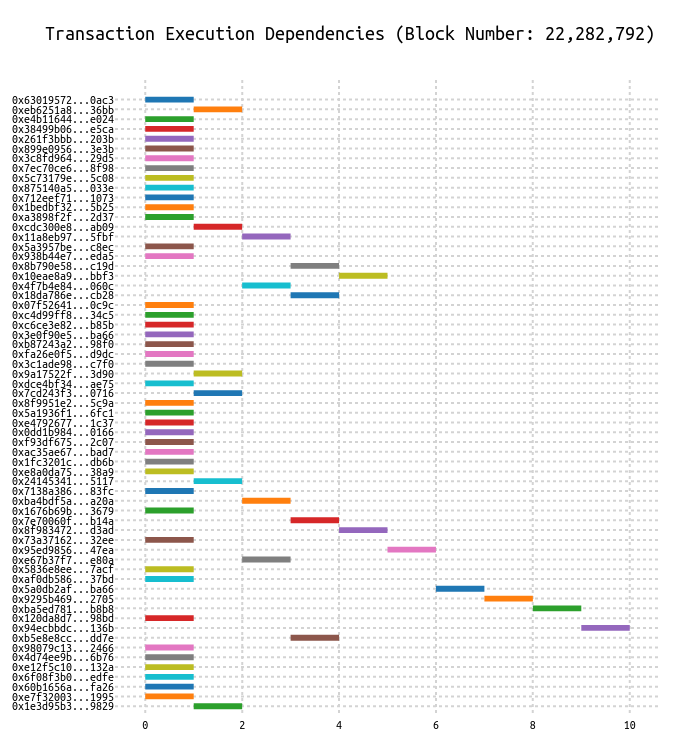 Transaction Execution Dependencies (Block Number: 22,282,792)
0x63019572...0ac3
0xeb6251a8...36bb
0xe4b11644...e024
0x38499b06...e5ca
0x261f3bbb...203b
0x899e0956...3e3b
0x3c8fd964...29d5
0x7ec70ce6...8f98
0x5c73179e...5c08
0x875140a5...033e
0x712eef71...1073
0x1bedbf32...5b25
0xa3898f2f...2d37
0xcdc300e8...ab09
0x11a8eb97...5fbf
0x5a3957be...c8ec
0x938b44e7...eda5
0x8b790e58...c19d
0x10eae8a9...bbf3
0x4f7b4e84...060c
0x18da786e...cb28
0x07f52641...0c9c
0xc4d99ff8...34c5
0xc6ce3e82...b85b
0x3e0f90e5...ba66
0xb87243a2...98f0
0xfa26e0f5...d9dc
0x3c1ade98...c7f0
0x9a17522f...3d90
0xdce4bf34...ae75
0x7cd243f3...0716
0x8f9951e2...5c9a
0x5a1936f1...6fc1
0xe4792677...1c37
0x0dd1b984...0166
0xf93df675...2c07
0xac35ae67...bad7
0x1fc3201c...db6b
0xe8a0da75...38a9
0x24145341...5117
0x7138a386...83fc
0xba4bdf5a...a20a
0x1676b69b...3679
0x7e70060f...b14a
0x8f983472...d3ad
0x73a37162...32ee
0x95ed9856...47ea
0xe67b37f7...e80a
0x5836e8ee...7acf
0xaf0db586...37bd
0x5a0db2af...ba66
0x9295b469...2705
0xba5ed781...b8b8
0x120da8d7...98bd
0x94ecbbdc...136b
0xb5e8e8cc...dd7e
0x98079c13...2466
0x4d74ee9b...6b76
0xe12f5c10...132a
0x6f08f3b0...edfe
0x60b1656a...fa26
0xe7f32003...1995
0x1e3d95b3...9829
0 2 4 6 8 10